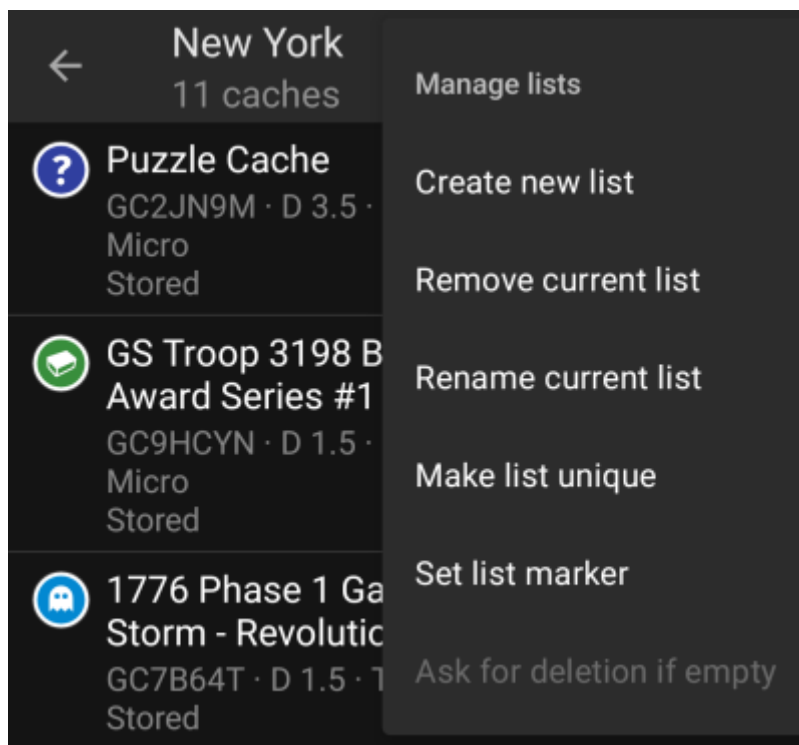 New York
11 caches
Puzzle Cache
GC2JN9M · D 3.5 ·
Micro
Stored
GS Troop 3198 B
Award Series #1
GC9HCYN · D 1.5 ·
Micro
Stored
1776 Phase 1 Ga
Storm - Revolutio
GC7B64T · D 1.5 · T
Stored
Manage lists
Create new list
Remove current list
Rename current list
Make list unique
Set list marker
Ask for deletion if empty